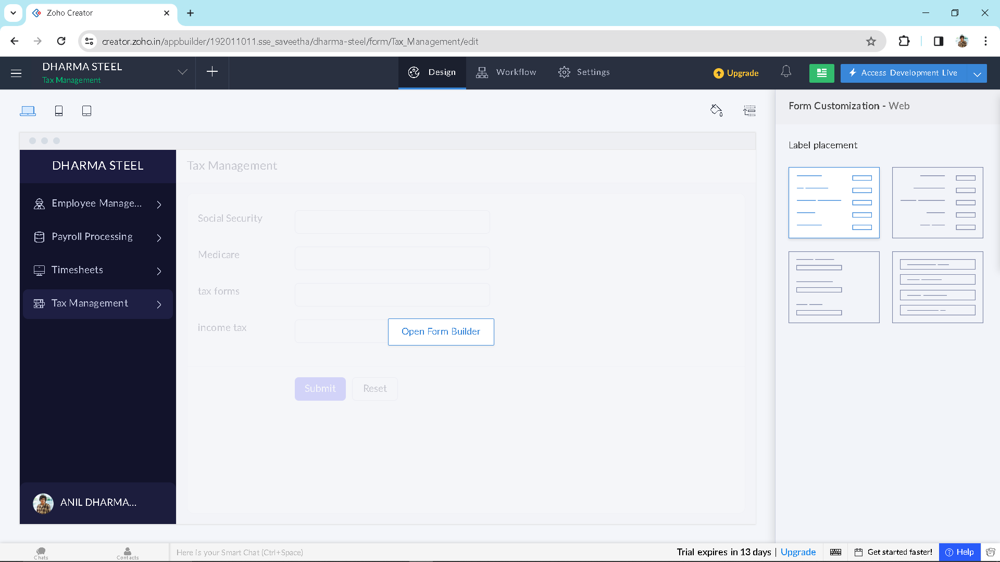 Zoho Creator
creator.zoho.in/appbuilder/192011011.sse_saveetha/dharma-steel/form/Tax_Management/edit
DHARMA STEEL
Tax Management
Design
Workflow
Settings
Upgrade
Access Development Live
Form Customization - Web
Label placement
DHARMA STEEL
Employee Manage...
Payroll Processing
Timesheets
Tax Management
ANIL DHARMA...
Tax Management
Social Security
Medicare
tax forms
income tax
Open Form Builder
Submit
Reset
Chats
Contacts
Here is your Smart Chat (Ctrl+Space)
Trial expires in 13 days | Upgrade
Get started faster!
Help